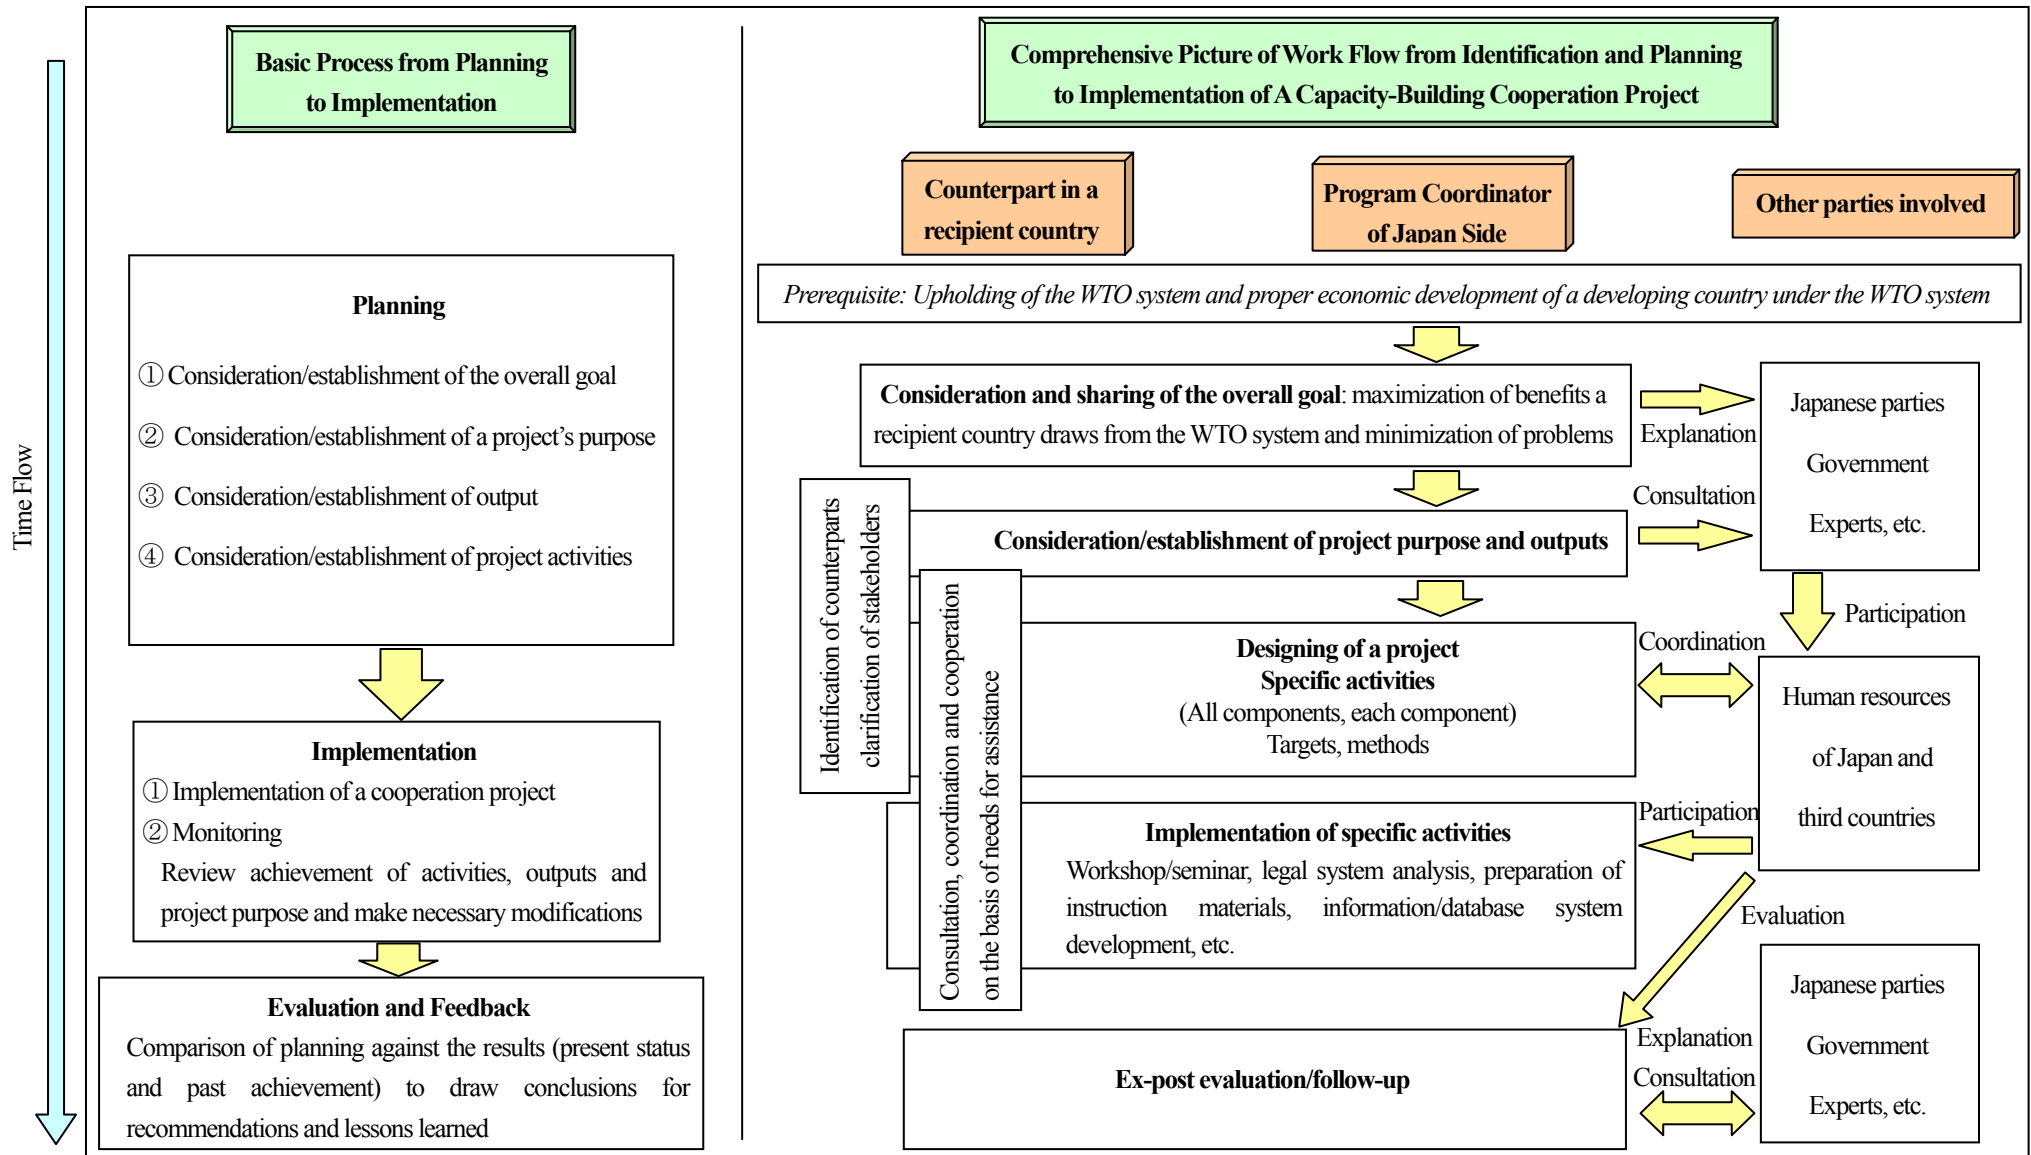 Time Flow
Basic Process from Planning
to Implementation
Planning
① Consideration/establishment of the overall goal
② Consideration/establishment of a project’s purpose
③ Consideration/establishment of output
④ Consideration/establishment of project activities
Implementation
① Implementation of a cooperation project
② Monitoring
Review achievement of activities, outputs and
project purpose and make necessary modifications
Evaluation and Feedback
Comparison of planning against the results (present status
and past achievement) to draw conclusions for
recommendations and lessons learned
Comprehensive Picture of Work Flow from Identification and Planning
to Implementation of A Capacity-Building Cooperation Project
Counterpart in a
recipient country
Program Coordinator
of Japan Side
Other parties involved
Prerequisite: Upholding of the WTO system and proper economic development of a developing country under the WTO system
Consideration and sharing of the overall goal: maximization of benefits a
recipient country draws from the WTO system and minimization of problems
Explanation
Japanese parties
Government
Experts, etc.
Consultation
Identification of counterparts
clarification of stakeholders
Consideration/establishment of project purpose and outputs
Consultation, coordination and cooperation
on the basis of needs for assistance
Participation
Designing of a project
Specific activities
(All components, each component)
Targets, methods
Coordination
Human resources
of Japan and
third countries
Implementation of specific activities
Workshop/seminar, legal system analysis, preparation of
instruction materials, information/database system
development, etc.
Participation
Evaluation
Ex-post evaluation/follow-up
Explanation
Consultation
Japanese parties
Government
Experts, etc.